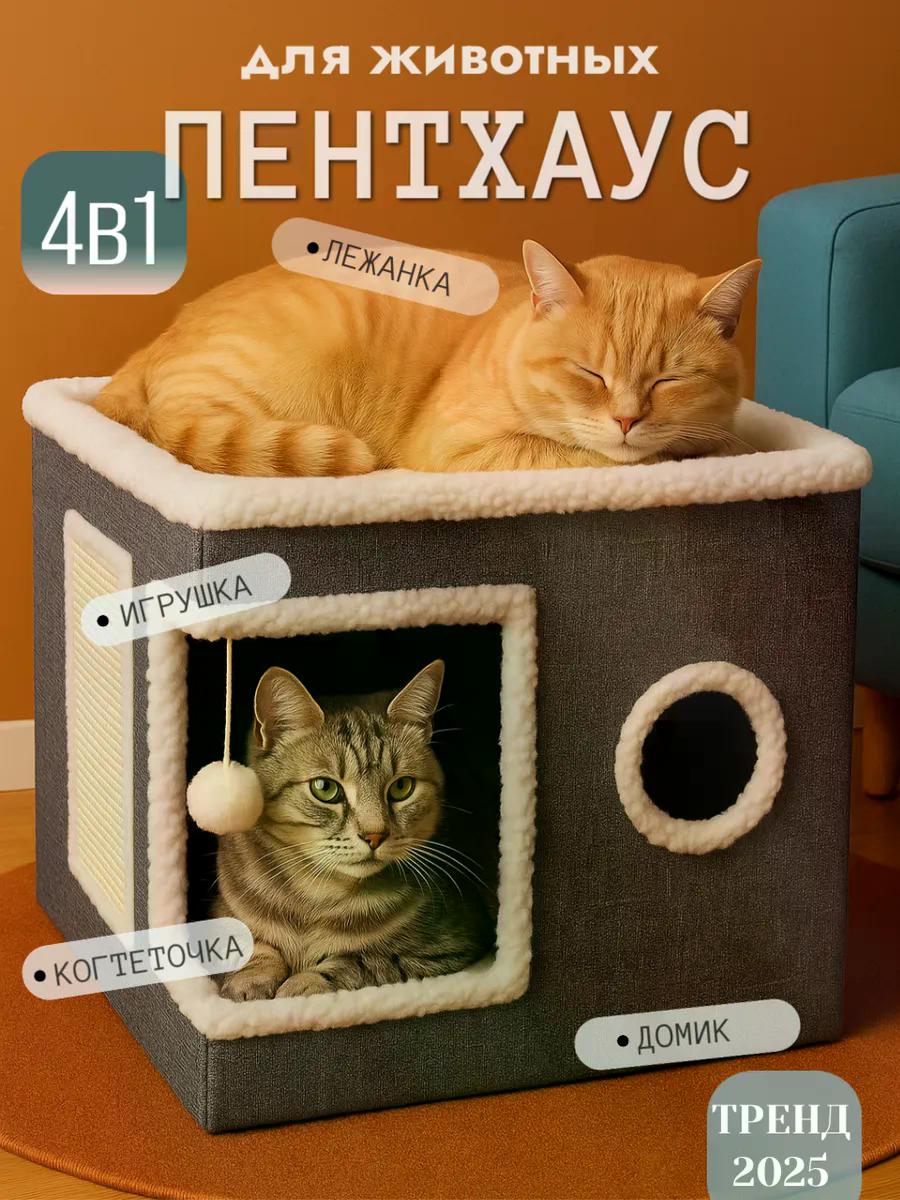 для животных
ПЕНТХАУС
4в1
• ЛЕЖАНКА
• ИГРУШКА
• КОГТЕТОЧКА
• ДОМИК
ТРЕНД
2025